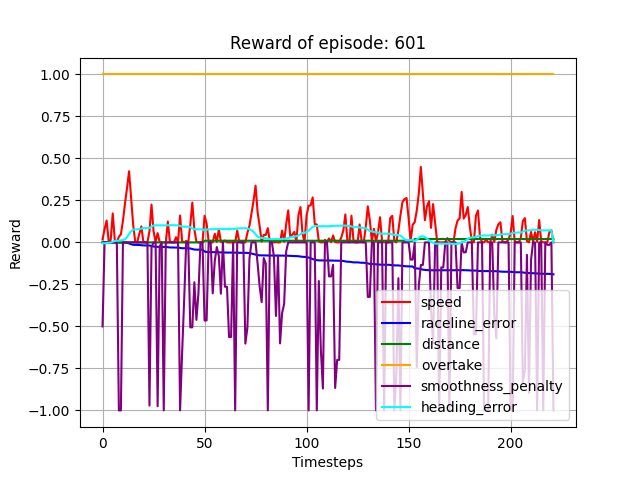 Reward of episode: 601
Reward
1.00
0.75
0.50
0.25
0.00
−0.25
−0.50
−0.75
−1.00
speed
raceline_error
distance
overtake
smoothness_penalty
heading_error
0 50 100 150 200
Timesteps